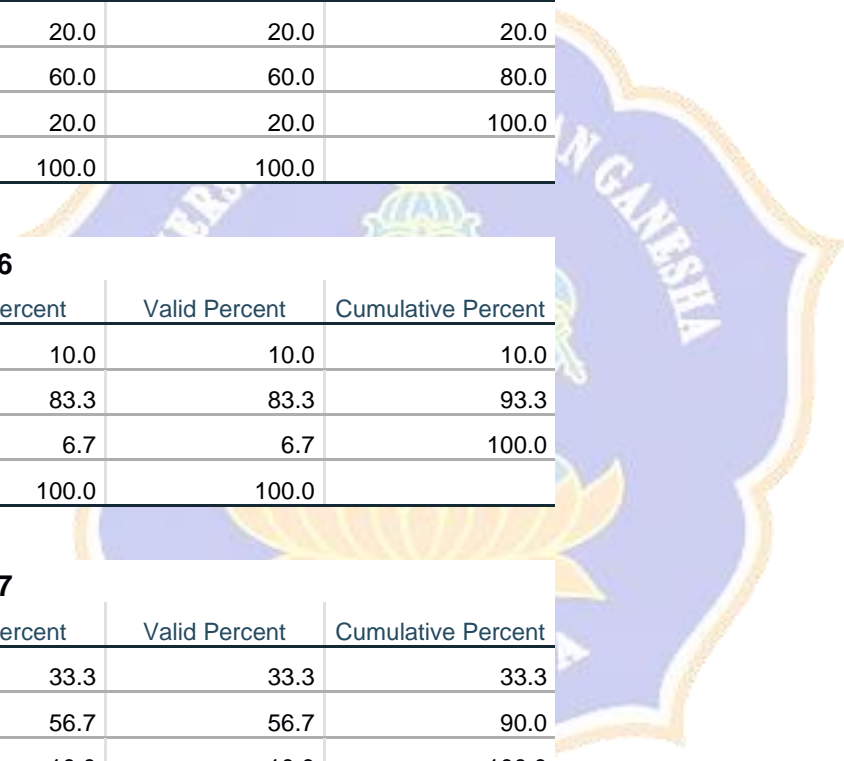 20.0 20.0 20.0
60.0 60.0 80.0
20.0 20.0 100.0
100.0 100.0
N GANESHA
ERS
6
ercent Valid Percent Cumulative Percent
10.0 10.0 10.0
83.3 83.3 93.3
6.7 6.7 100.0
100.0 100.0
7
ercent Valid Percent Cumulative Percent
33.3 33.3 33.3
56.7 56.7 90.0
A